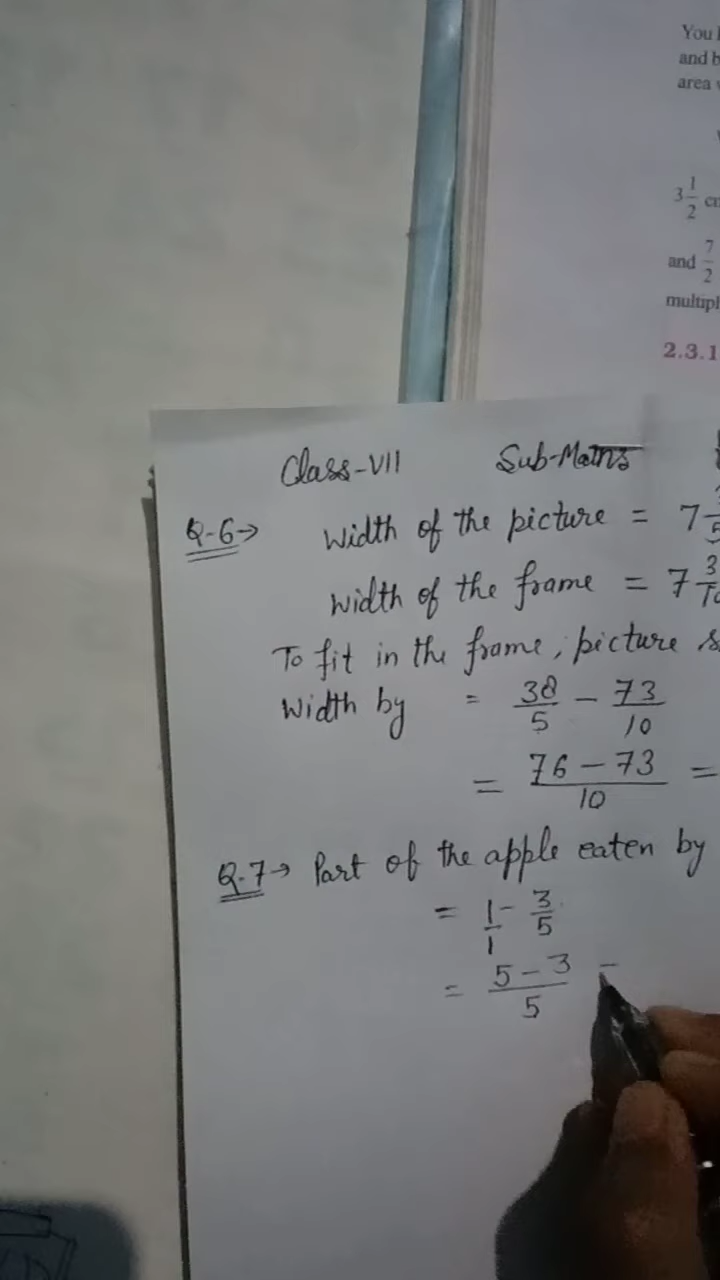 You
and b
area
3 1/2
and 7/2
multipl
2.3.1
Class-VII Sub-Maths
Q-6→ Width of the picture = 7
Width of the frame = 7 3/10
To fit in the frame, picture
Width by = 38/5 - 73/10
= 76-73/10 =
Q.7→ Part of the apple eaten by
= 1/1 - 3/5
= 5-3/5 -